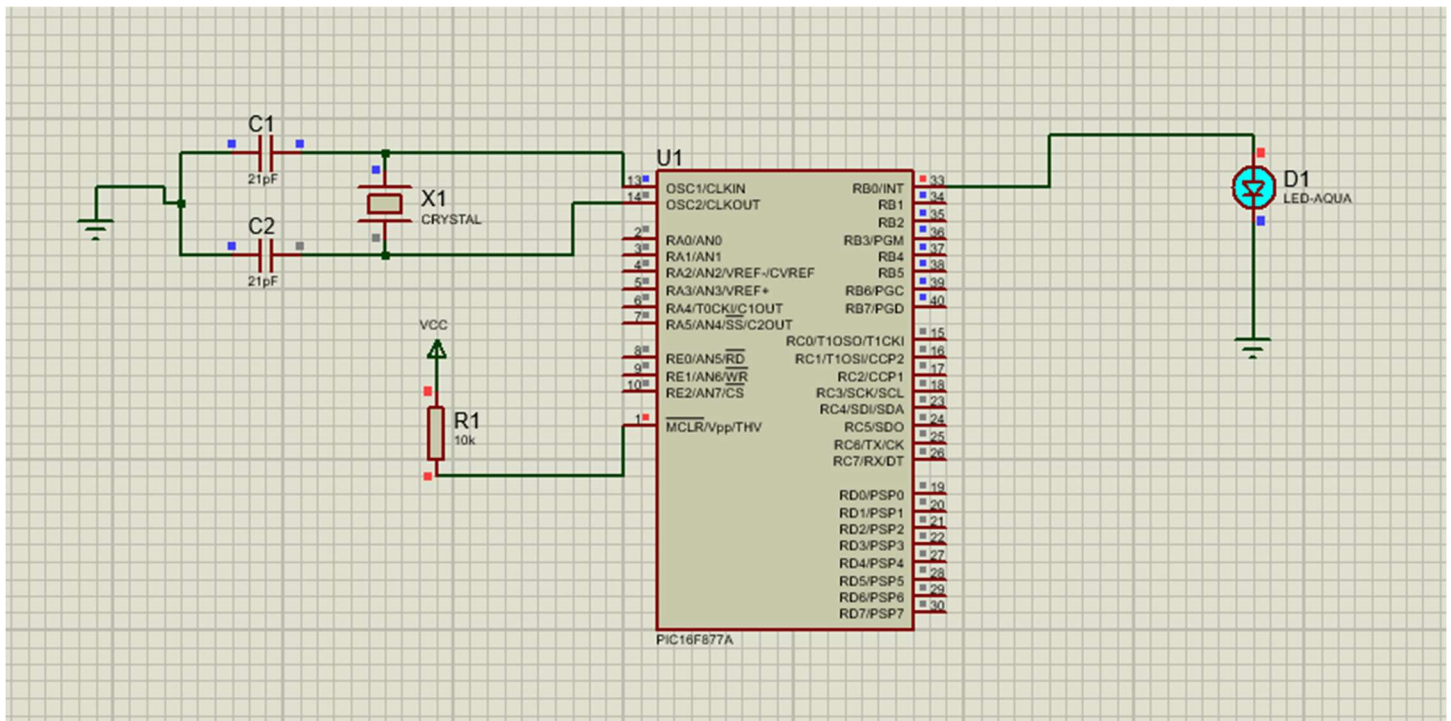 C1
21pF
C2
21pF
X1
CRYSTAL
VCC
R1
10k
U1
13 OSC1/CLKIN
14 OSC2/CLKOUT
2 RA0/AN0
3 RA1/AN1
4 RA2/AN2/VREF-/CVREF
5 RA3/AN3/VREF+
6 RA4/T0CKI/C1OUT
7 RA5/AN4/SS/C2OUT
8 RE0/AN5/RD
9 RE1/AN6/WR
10 RE2/AN7/CS
1 MCLR/Vpp/THV
RB0/INT 33
RB1 34
RB2 35
RB3/PGM 36
RB4 37
RB5 38
RB6/PGC 39
RB7/PGD 40
RC0/T1OSO/T1CKI 15
RC1/T1OSI/CCP2 16
RC2/CCP1 17
RC3/SCK/SCL 18
RC4/SDI/SDA 23
RC5/SDO 24
RC6/TX/CK 25
RC7/RX/DT 26
RD0/PSP0 19
RD1/PSP1 20
RD2/PSP2 21
RD3/PSP3 22
RD4/PSP4 27
RD5/PSP5 28
RD6/PSP6 29
RD7/PSP7 30
PIC16F877A
D1
LED-AQUA